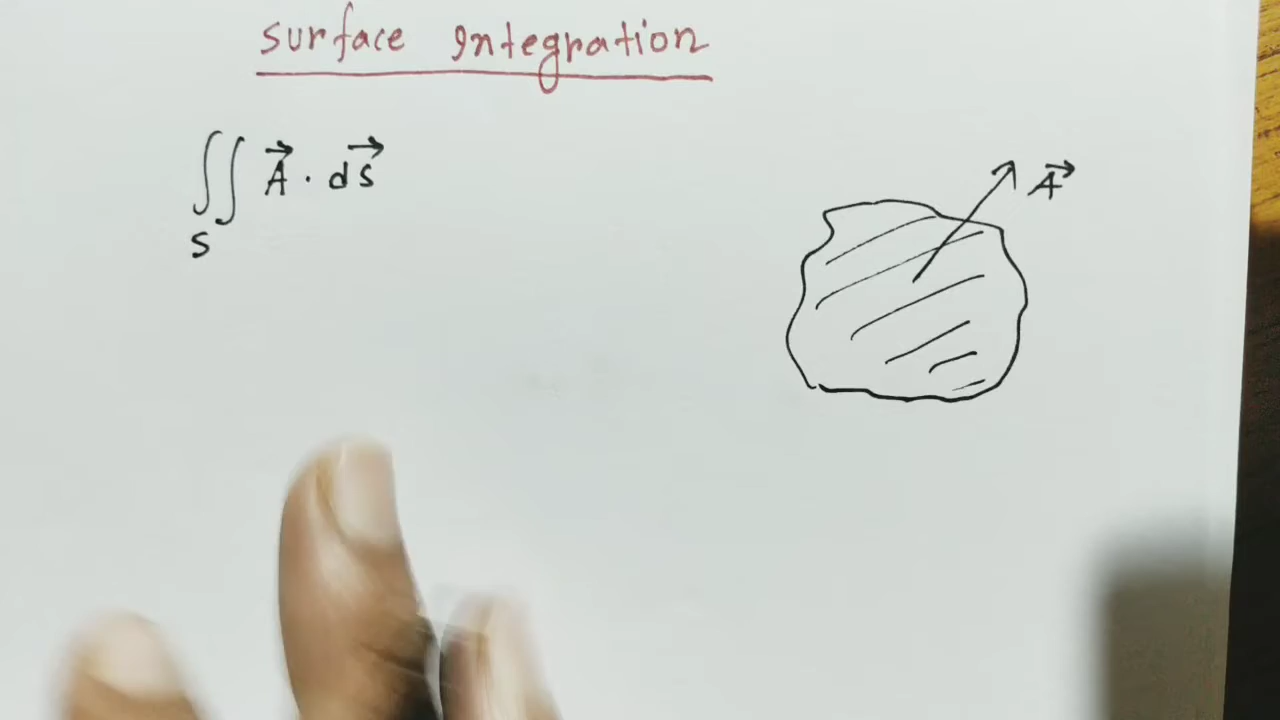 Surface Integration
∬ A⃗ · ds⃗
S
A⃗